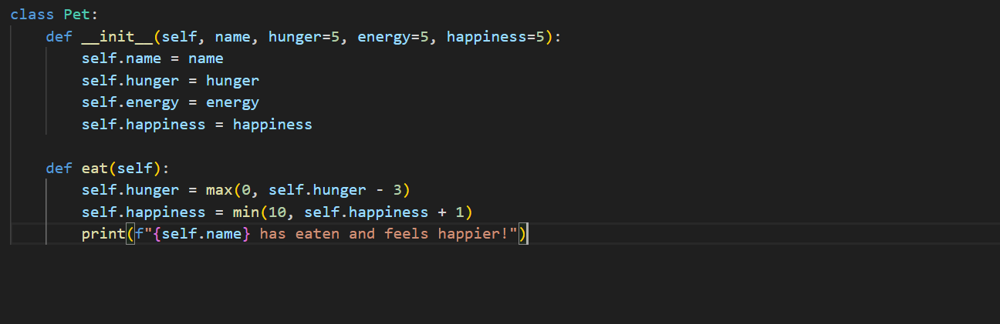 class Pet:
    def __init__(self, name, hunger=5, energy=5, happiness=5):
        self.name = name
        self.hunger = hunger
        self.energy = energy
        self.happiness = happiness
    def eat(self):
        self.hunger = max(0, self.hunger - 3)
        self.happiness = min(10, self.happiness + 1)
        print(f"{self.name} has eaten and feels happier!")